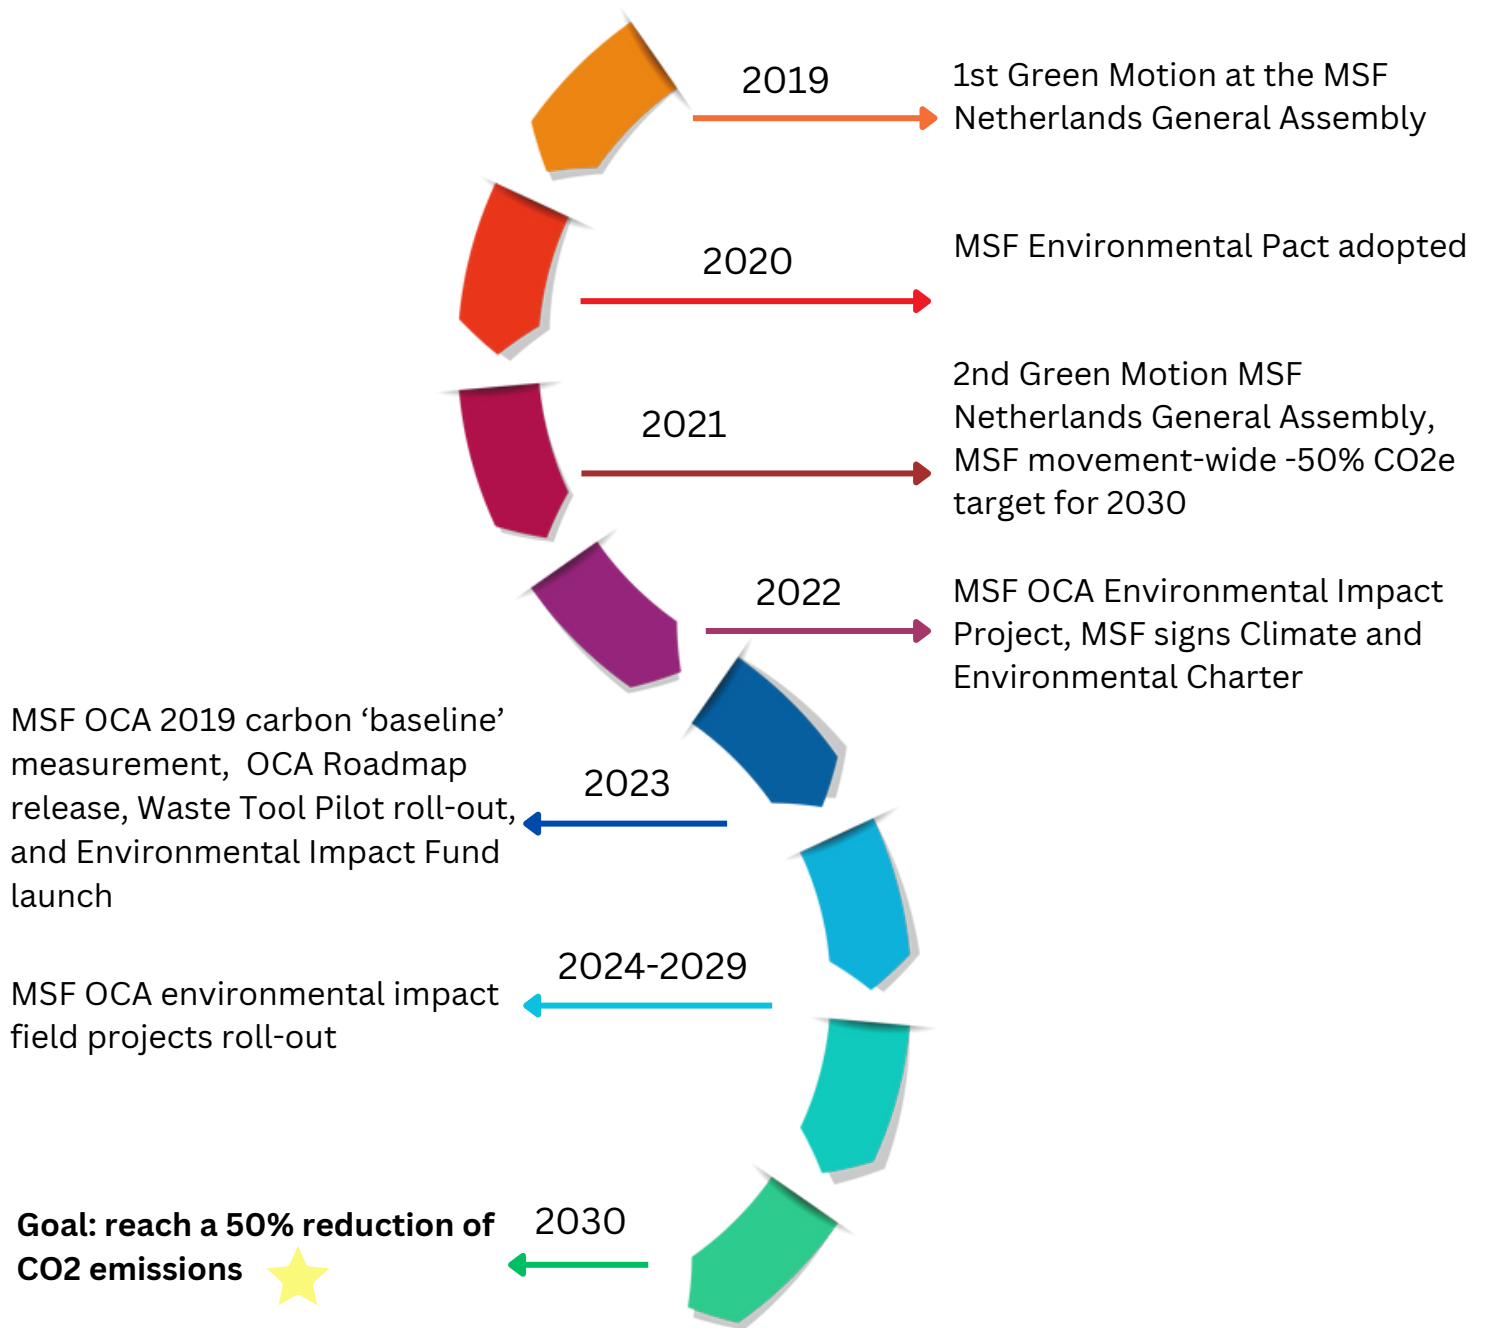 2019
1st Green Motion at the MSF
Netherlands General Assembly
2020
MSF Environmental Pact adopted
2021
2nd Green Motion MSF
Netherlands General Assembly,
MSF movement-wide -50% CO2e
target for 2030
2022
MSF OCA Environmental Impact
Project, MSF signs Climate and
Environmental Charter
2023
MSF OCA 2019 carbon ‘baseline’
measurement,  OCA Roadmap
release, Waste Tool Pilot roll-out,
and Environmental Impact Fund
launch
2024-2029
MSF OCA environmental impact
field projects roll-out
2030
Goal: reach a 50% reduction of
CO2 emissions